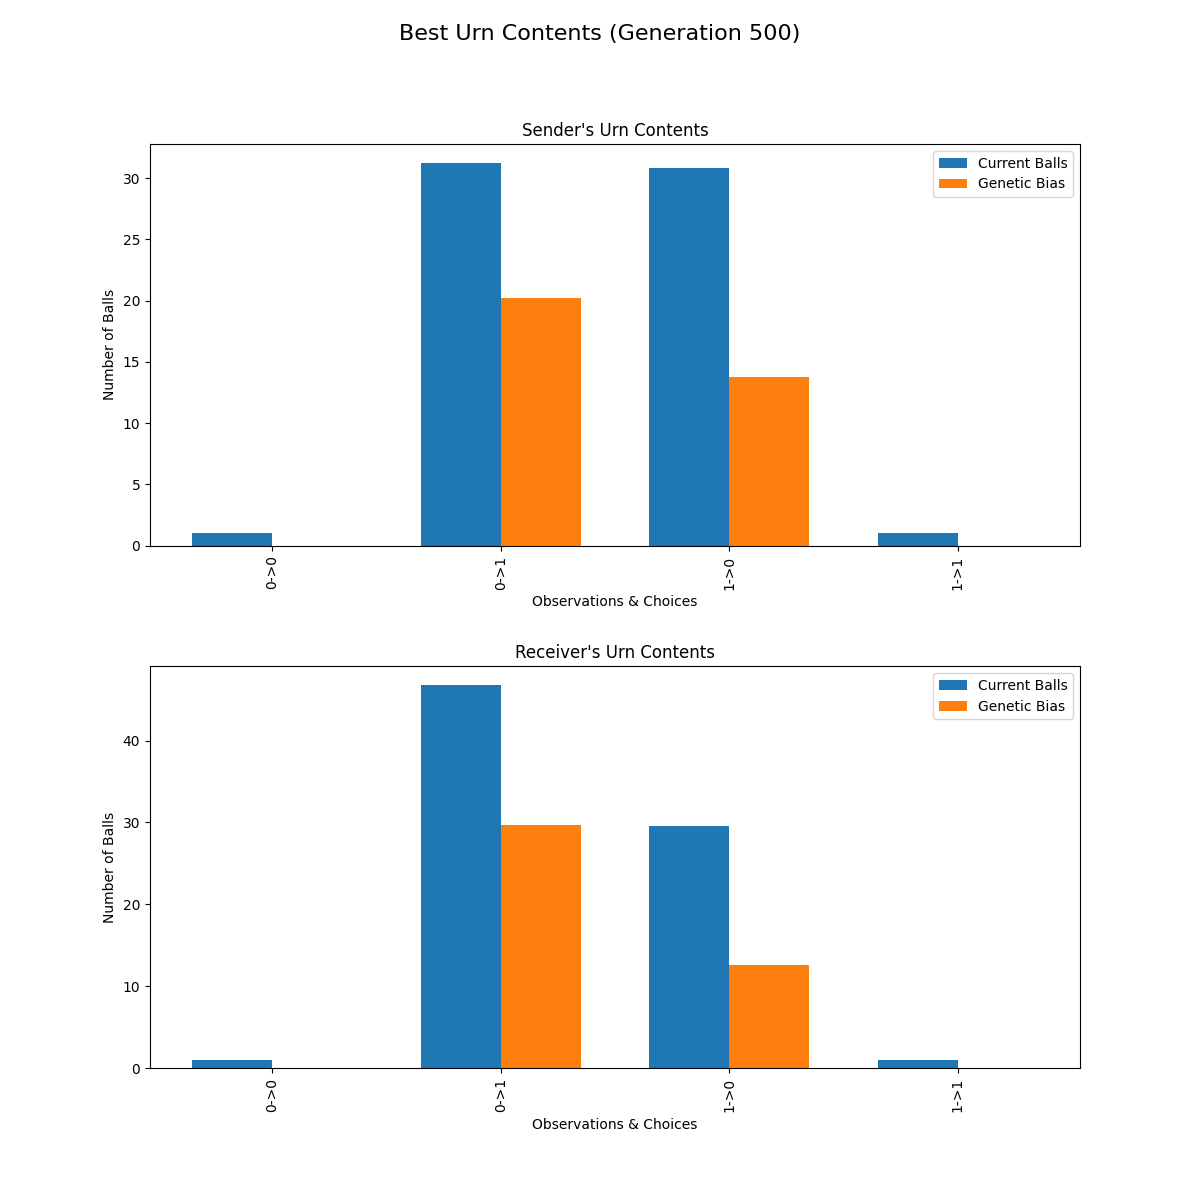 Best Urn Contents (Generation 500)
Sender's Urn Contents
Current Balls
Genetic Bias
30
25
20
15
10
5
0
Number of Balls
0->0
0->1
1->0
1->1
Observations & Choices
Receiver's Urn Contents
Current Balls
Genetic Bias
40
30
20
10
0
Number of Balls
0->0
0->1
1->0
1->1
Observations & Choices